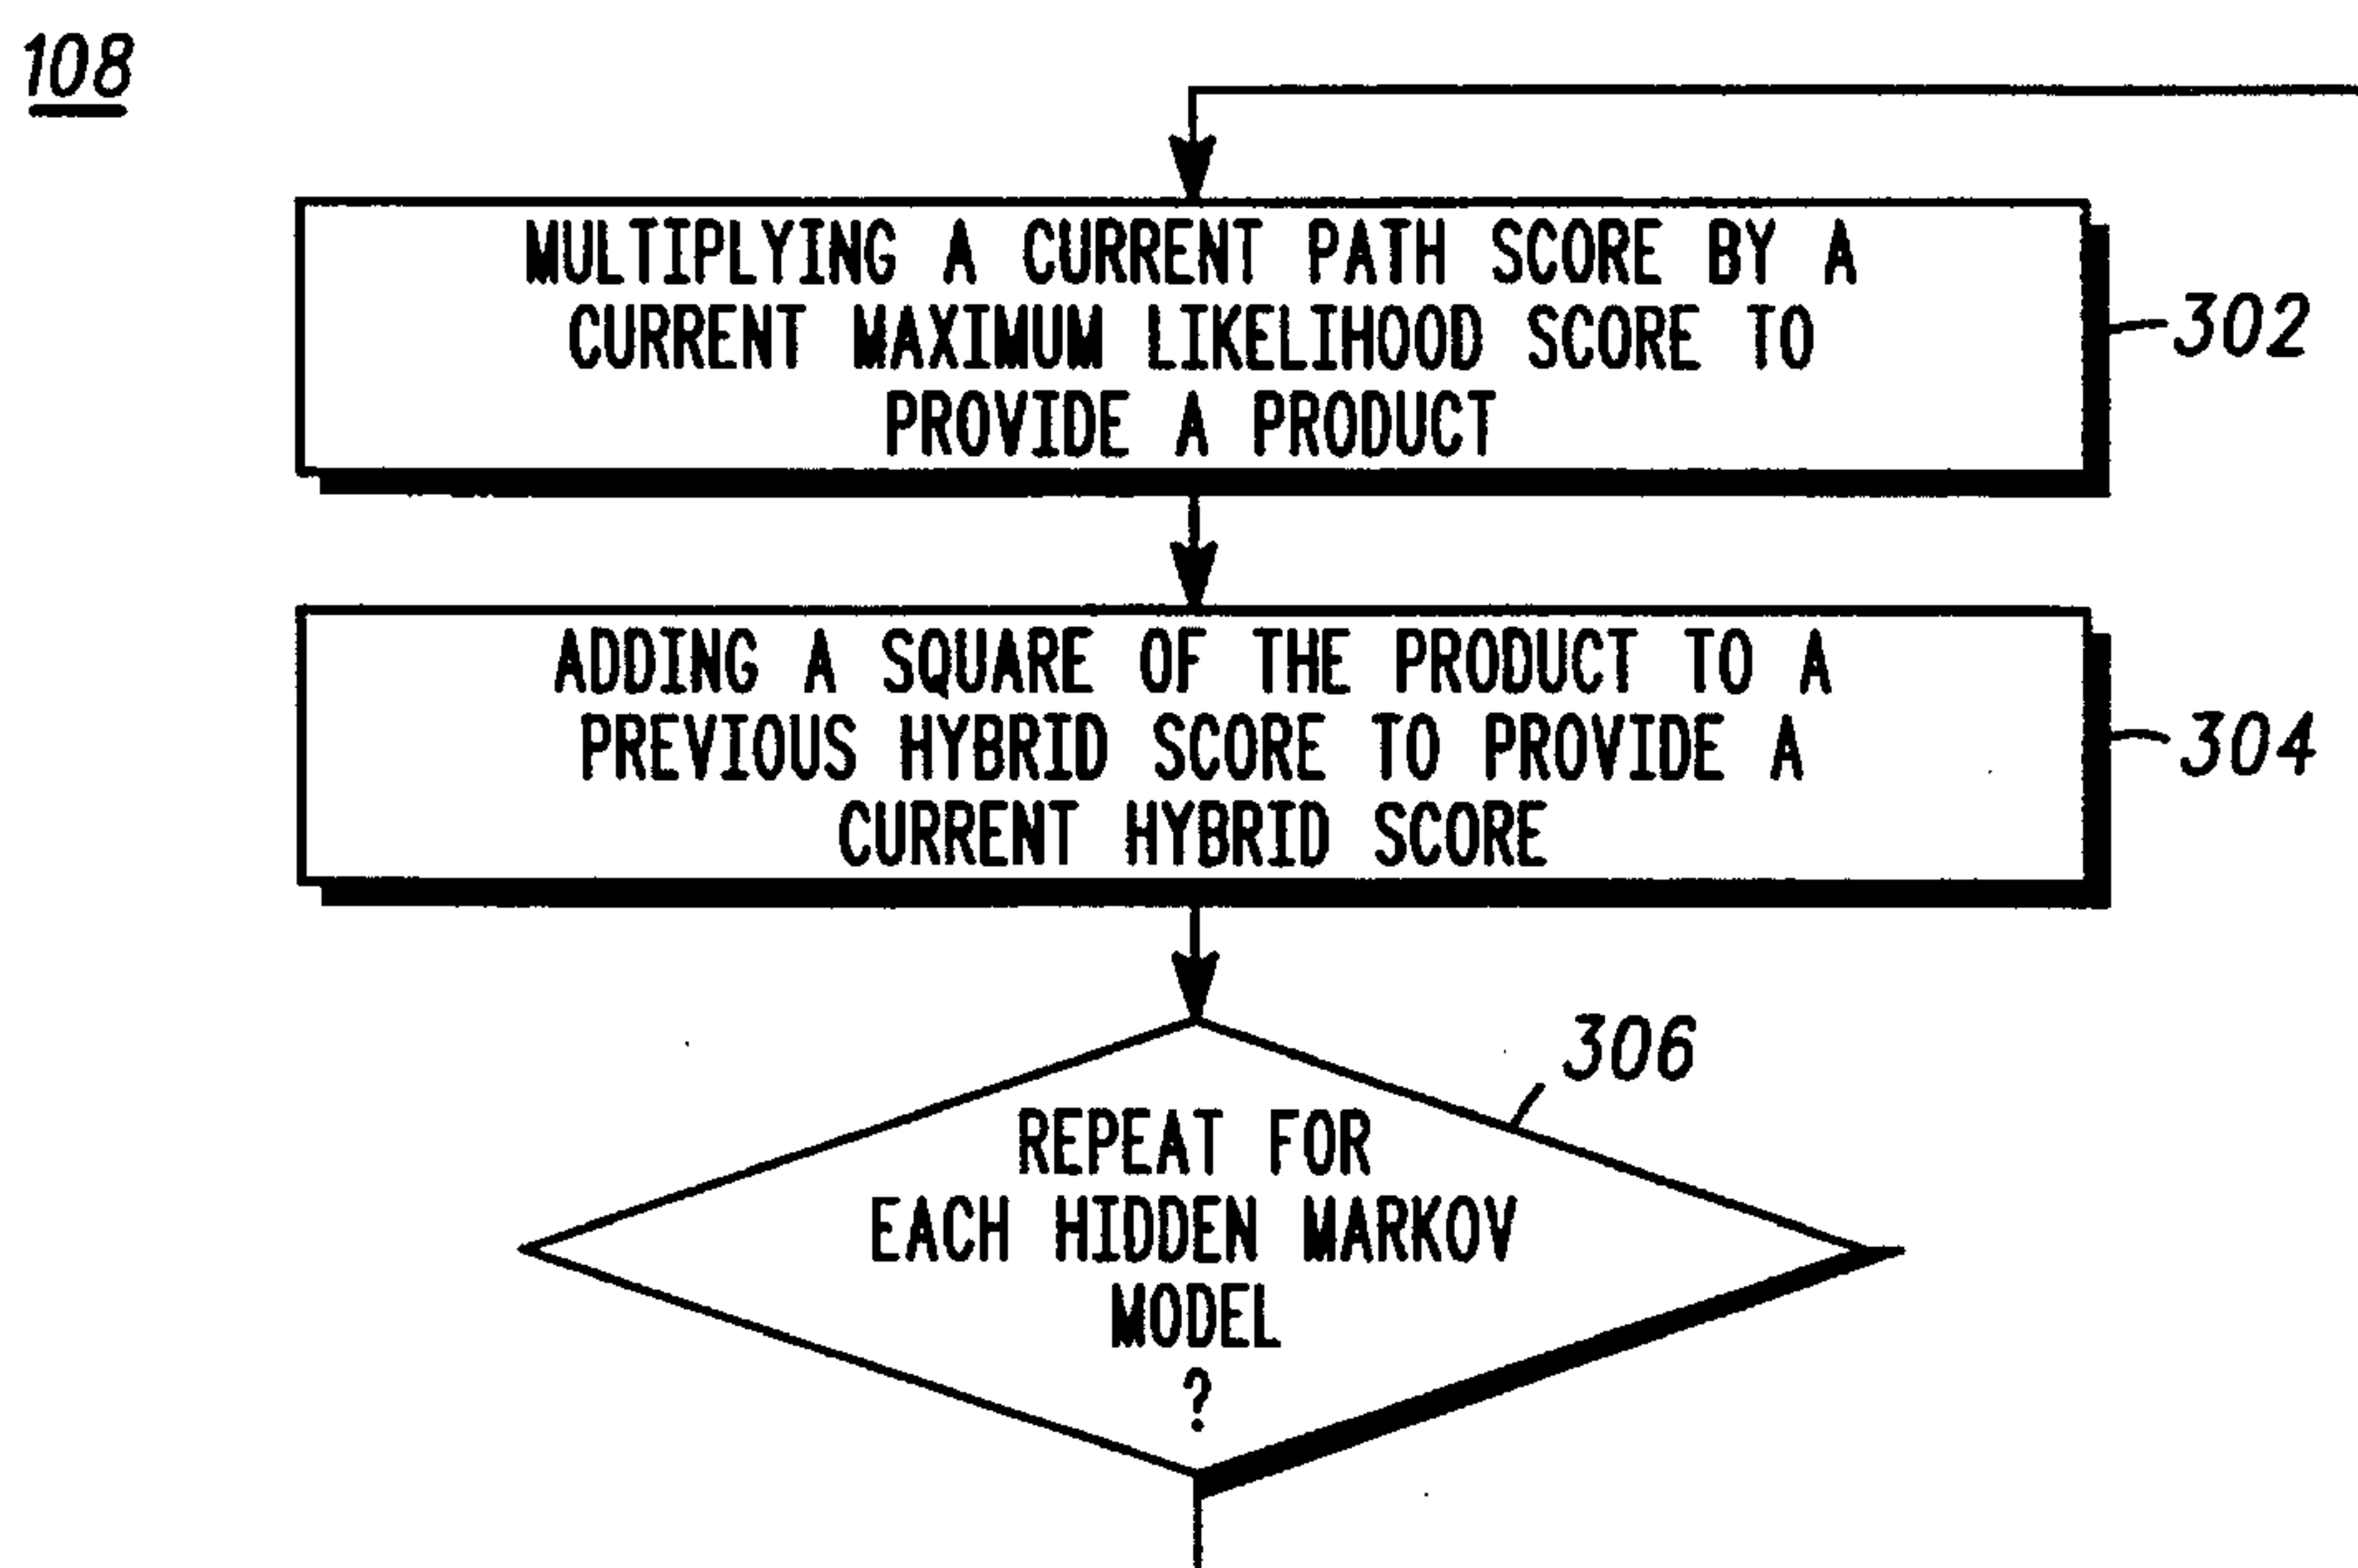 108
MULTIPLYING A CURRENT PATH SCORE BY A
CURRENT MAXIMUM LIKELIHOOD SCORE TO
PROVIDE A PRODUCT
302
ADDING A SQUARE OF THE PRODUCT TO A
PREVIOUS HYBRID SCORE TO PROVIDE A
CURRENT HYBRID SCORE
304
306
REPEAT FOR
EACH HIDDEN MARKOV
MODEL
?